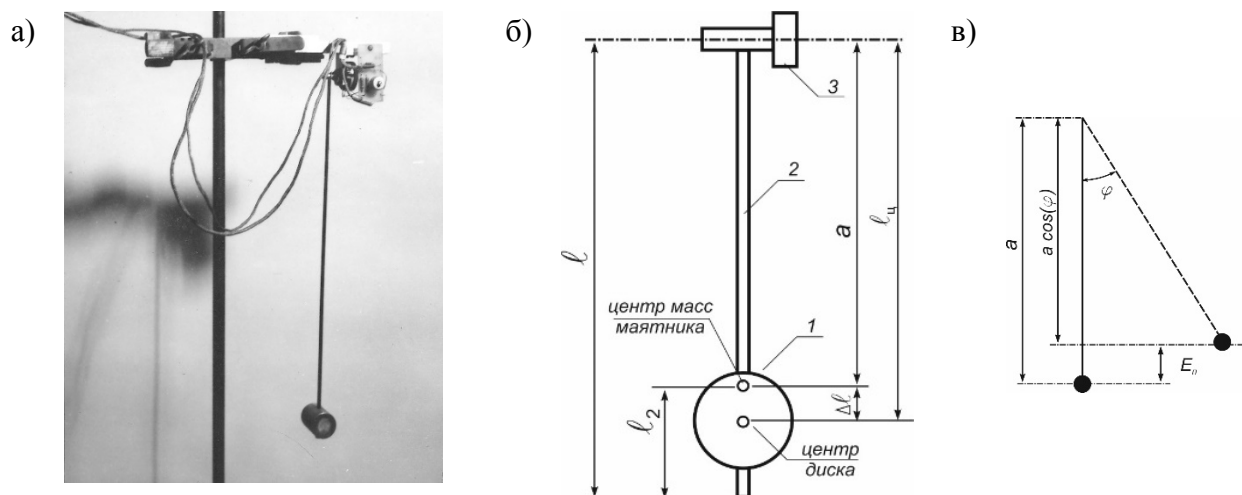 а)
б)
в)
ℓ
a
ℓц
3
2
центр масс
маятника
1
ℓ₂
Δℓ
центр
диска
a
a cos(φ)
φ
Eп